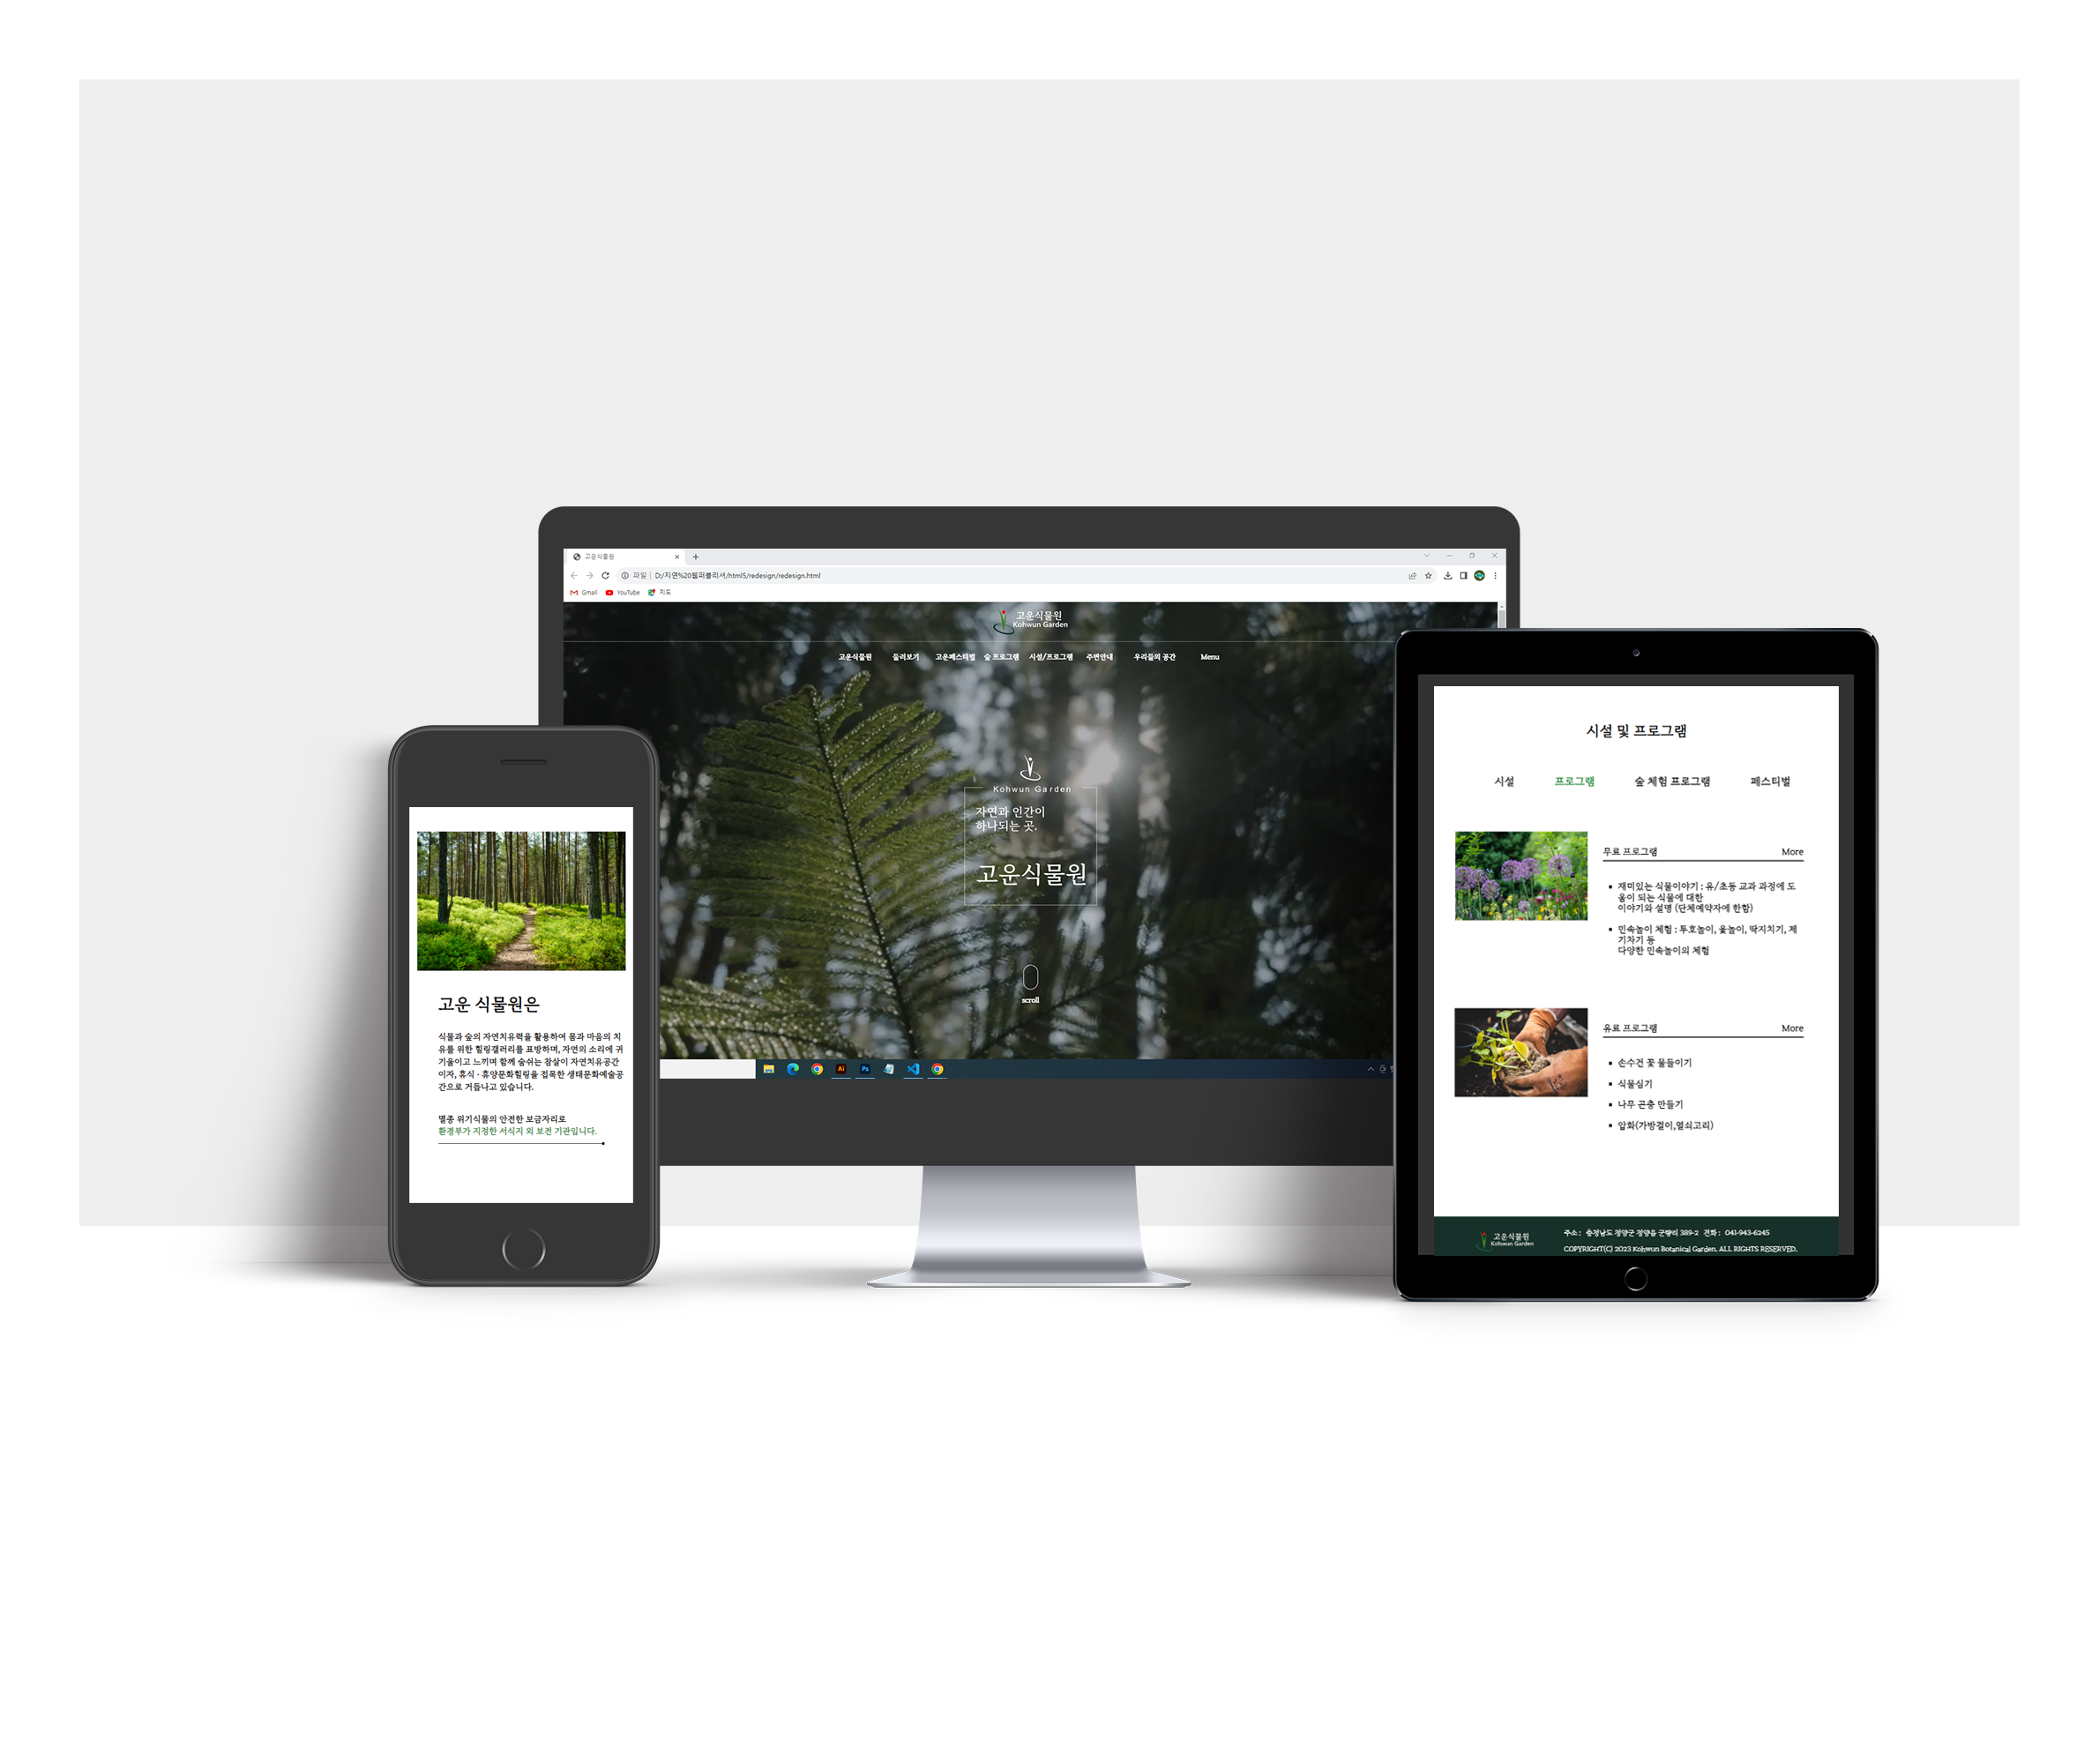 고운식물원
파일
D:/지연%20웹퍼블리셔/html5/redesign/redesign.html
Gmail YouTube 지도
고운식물원
Kohwun Garden
고운식물원 둘러보기 고운페스티벌 숲 프로그램 시설/프로그램 주변안내 우리들의 공간 Menu
Kohwun Garden
자연과 인간이
하나되는 곳.
고운식물원
scroll
Ai Ps
고운 식물원은
식물과 숲의 자연치유력을 활용하여 몸과 마음의 치
유를 위한 힐링갤러리를 표방하며, 자연의 소리에 귀
기울이고 느끼며 함께 숨쉬는 참살이 자연치유공간
이자, 휴식 · 휴양문화힐링을 접목한 생태문화예술공
간으로 거듭나고 있습니다.
멸종 위기식물의 안전한 보금자리로
환경부가 지정한 서식지 외 보전 기관입니다.
시설 및 프로그램
시설 프로그램 숲 체험 프로그램 페스티벌
무료 프로그램 More
재미있는 식물이야기 : 유/초등 교과 과정에 도
움이 되는 식물에 대한
이야기와 설명 (단체예약자에 한함)
민속놀이 체험 : 투호놀이, 윷놀이, 딱지치기, 제
기차기 등
다양한 민속놀이의 체험
유료 프로그램 More
손수건 꽃 물들이기
식물심기
나무 곤충 만들기
압화(가방걸이,열쇠고리)
고운식물원
Kohwun Garden
주소 : 충청남도 청양군 청양읍 군량리 389-2 전화 : 041-943-6245
COPYRIGHT(C) 2023 Kohwun Botanical Garden. ALL RIGHTS RESERVED.